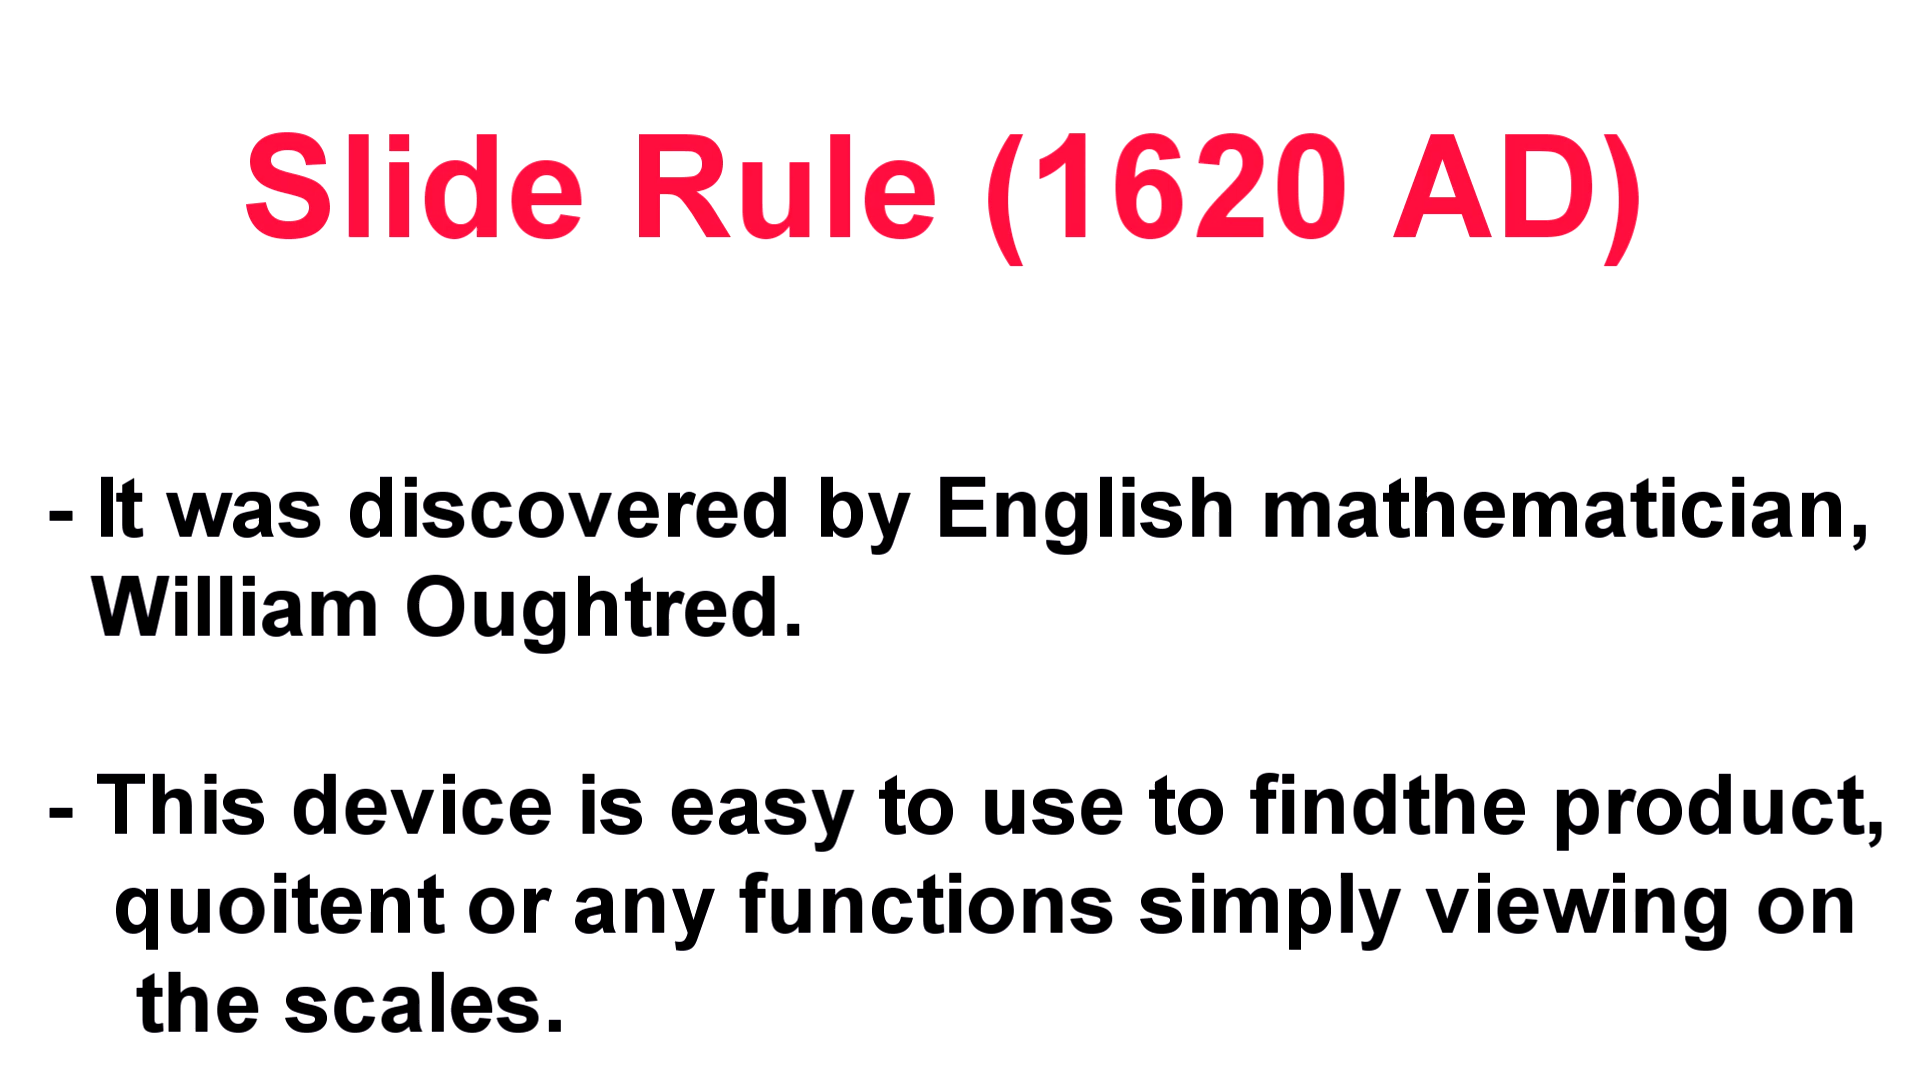 Slide Rule (1620 AD)
- It was discovered by English mathematician,
William Oughtred.
- This device is easy to use to findthe product,
quoitent or any functions simply viewing on
the scales.